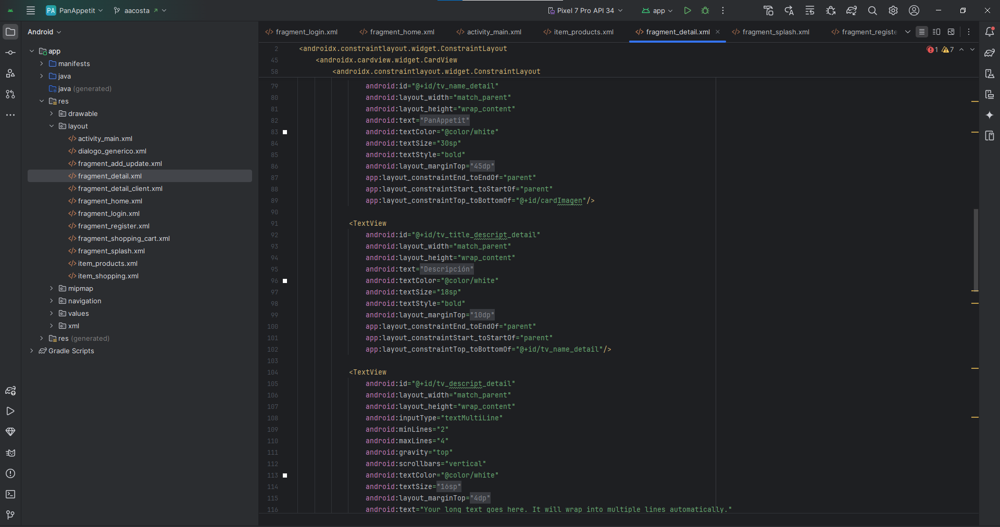 PA PanAppetit aacosta Pixel 7 Pro API 34 app
Android
app
manifests
java
java (generated)
res
drawable
layout
activity_main.xml
dialogo_generico.xml
fragment_add_update.xml
fragment_detail.xml
fragment_detail_client.xml
fragment_home.xml
fragment_login.xml
fragment_register.xml
fragment_shopping_cart.xml
fragment_splash.xml
item_products.xml
item_shopping.xml
mipmap
navigation
values
xml
res (generated)
Gradle Scripts
fragment_login.xml fragment_home.xml activity_main.xml item_products.xml fragment_detail.xml fragment_splash.xml fragment_registe
1 7
2 <androidx.constraintlayout.widget.ConstraintLayout
45 <androidx.cardview.widget.CardView
58 <androidx.constraintlayout.widget.ConstraintLayout
79 android:id="@+id/tv_name_detail"
80 android:layout_width="match_parent"
81 android:layout_height="wrap_content"
82 android:text="PanAppetit"
83 android:textColor="@color/white"
84 android:textSize="30sp"
85 android:textStyle="bold"
86 android:layout_marginTop="45dp"
87 app:layout_constraintEnd_toEndOf="parent"
88 app:layout_constraintStart_toStartOf="parent"
89 app:layout_constraintTop_toBottomOf="@+id/cardImagen"/>
90
91 <TextView
92 android:id="@+id/tv_title_descript_detail"
93 android:layout_width="match_parent"
94 android:layout_height="wrap_content"
95 android:text="Descripción"
96 android:textColor="@color/white"
97 android:textSize="18sp"
98 android:textStyle="bold"
99 android:layout_marginTop="10dp"
100 app:layout_constraintEnd_toEndOf="parent"
101 app:layout_constraintStart_toStartOf="parent"
102 app:layout_constraintTop_toBottomOf="@+id/tv_name_detail"/>
103
104 <TextView
105 android:id="@+id/tv_descript_detail"
106 android:layout_width="match_parent"
107 android:layout_height="wrap_content"
108 android:inputType="textMultiLine"
109 android:minLines="2"
110 android:maxLines="4"
111 android:gravity="top"
112 android:scrollbars="vertical"
113 android:textColor="@color/white"
114 android:textSize="16sp"
115 android:layout_marginTop="4dp"
116 android:text="Your long text goes here. It will wrap into multiple lines automatically."